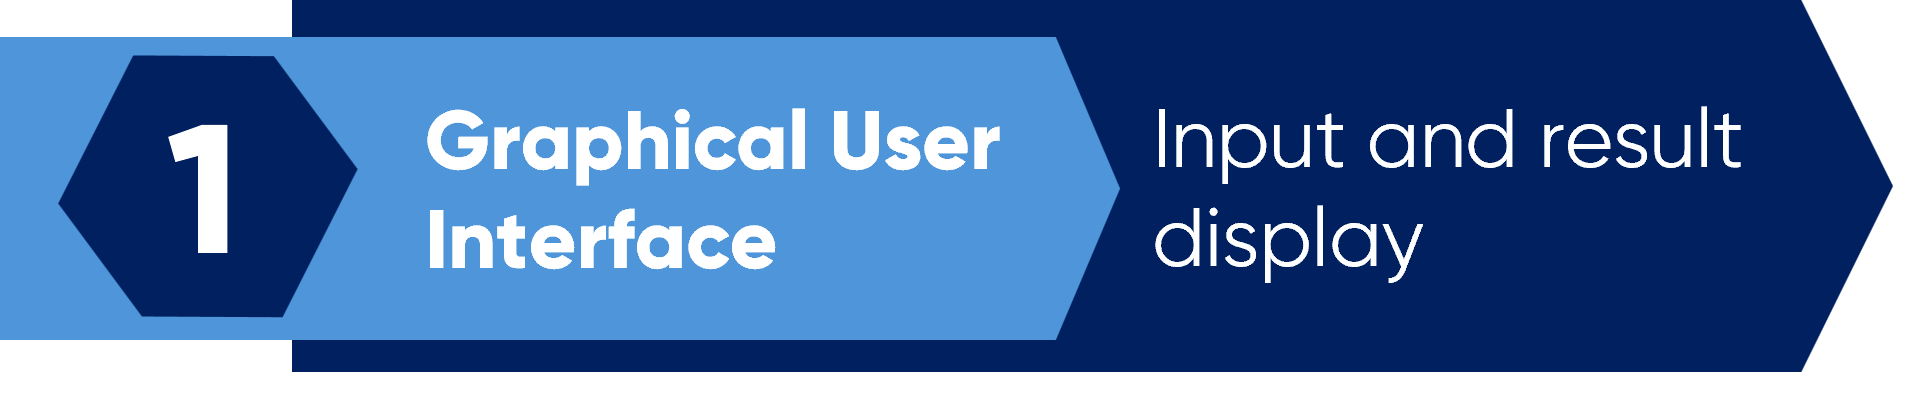 1
Graphical User
Interface
Input and result
display